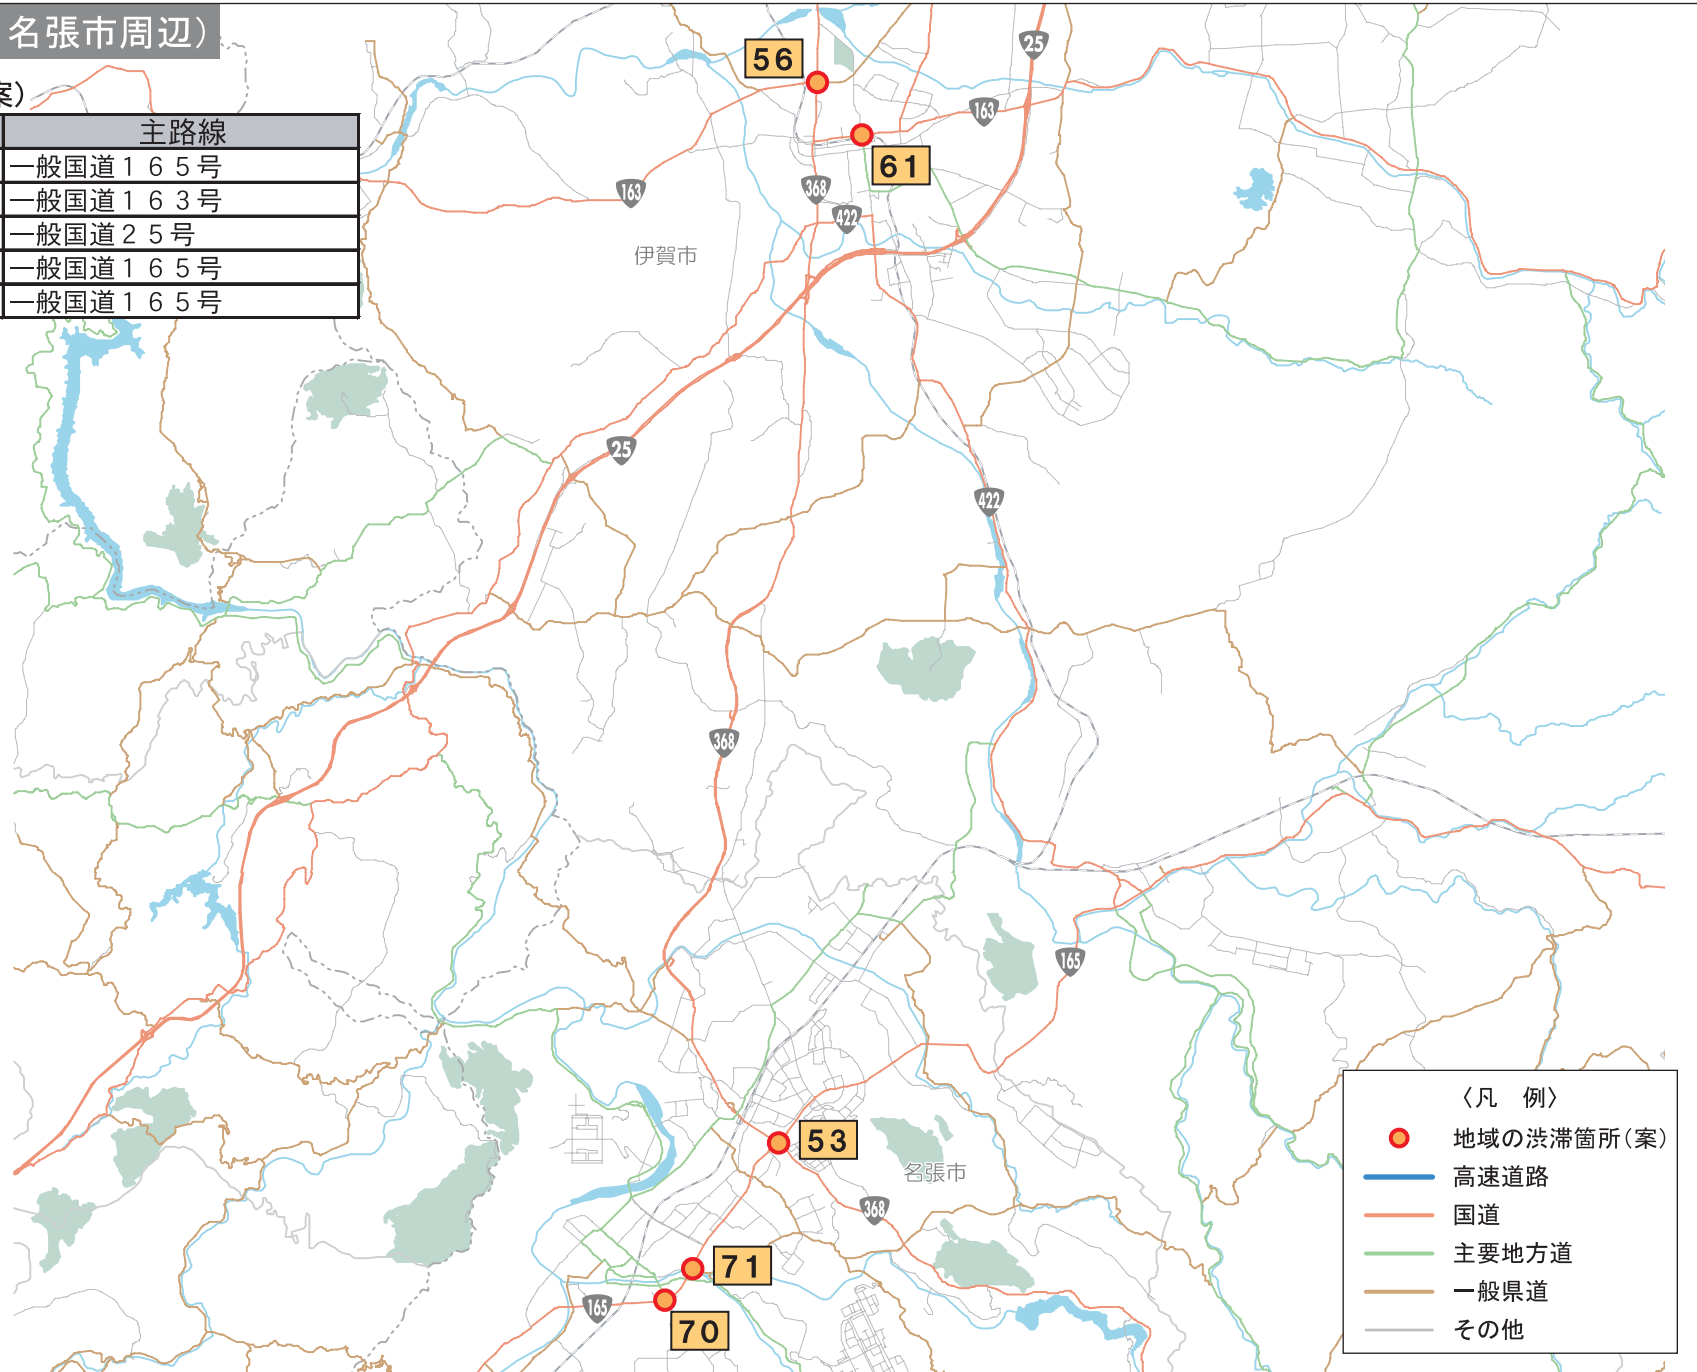 名張市周辺）
案）
主路線
一般国道１６５号
一般国道１６３号
一般国道２５号
一般国道１６５号
一般国道１６５号
56
25
163
61
163
368
422
伊賀市
25
422
368
165
53
名張市
368
71
165
70
〈凡　例〉
地域の渋滞箇所（案）
高速道路
国道
主要地方道
一般県道
その他